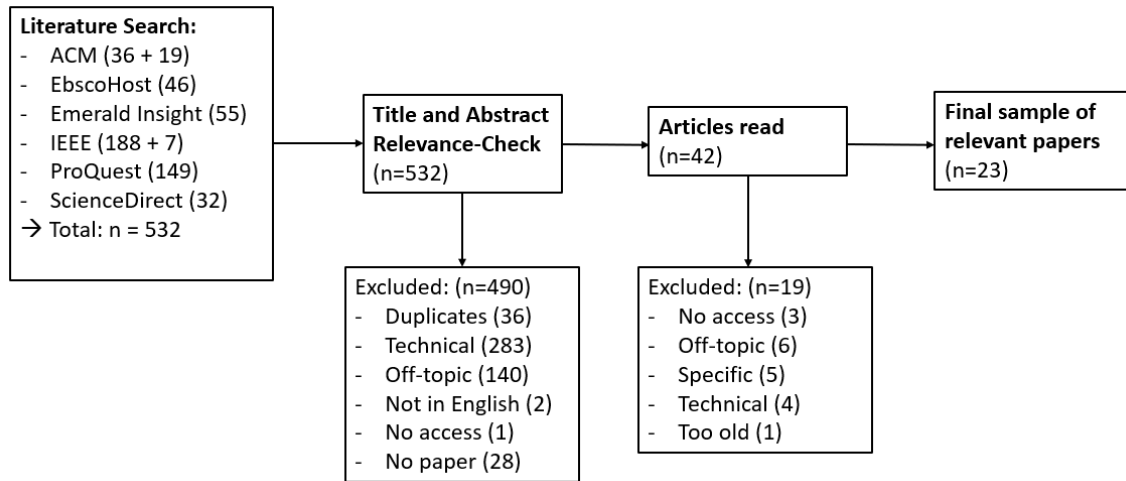 Literature Search:
- ACM (36 + 19)
- EbscoHost (46)
- Emerald Insight (55)
- IEEE (188 + 7)
- ProQuest (149)
- ScienceDirect (32)
→ Total: n = 532
Title and Abstract
Relevance-Check
(n=532)
Articles read
(n=42)
Final sample of
relevant papers
(n=23)
Excluded: (n=490)
- Duplicates (36)
- Technical (283)
- Off-topic (140)
- Not in English (2)
- No access (1)
- No paper (28)
Excluded: (n=19)
- No access (3)
- Off-topic (6)
- Specific (5)
- Technical (4)
- Too old (1)